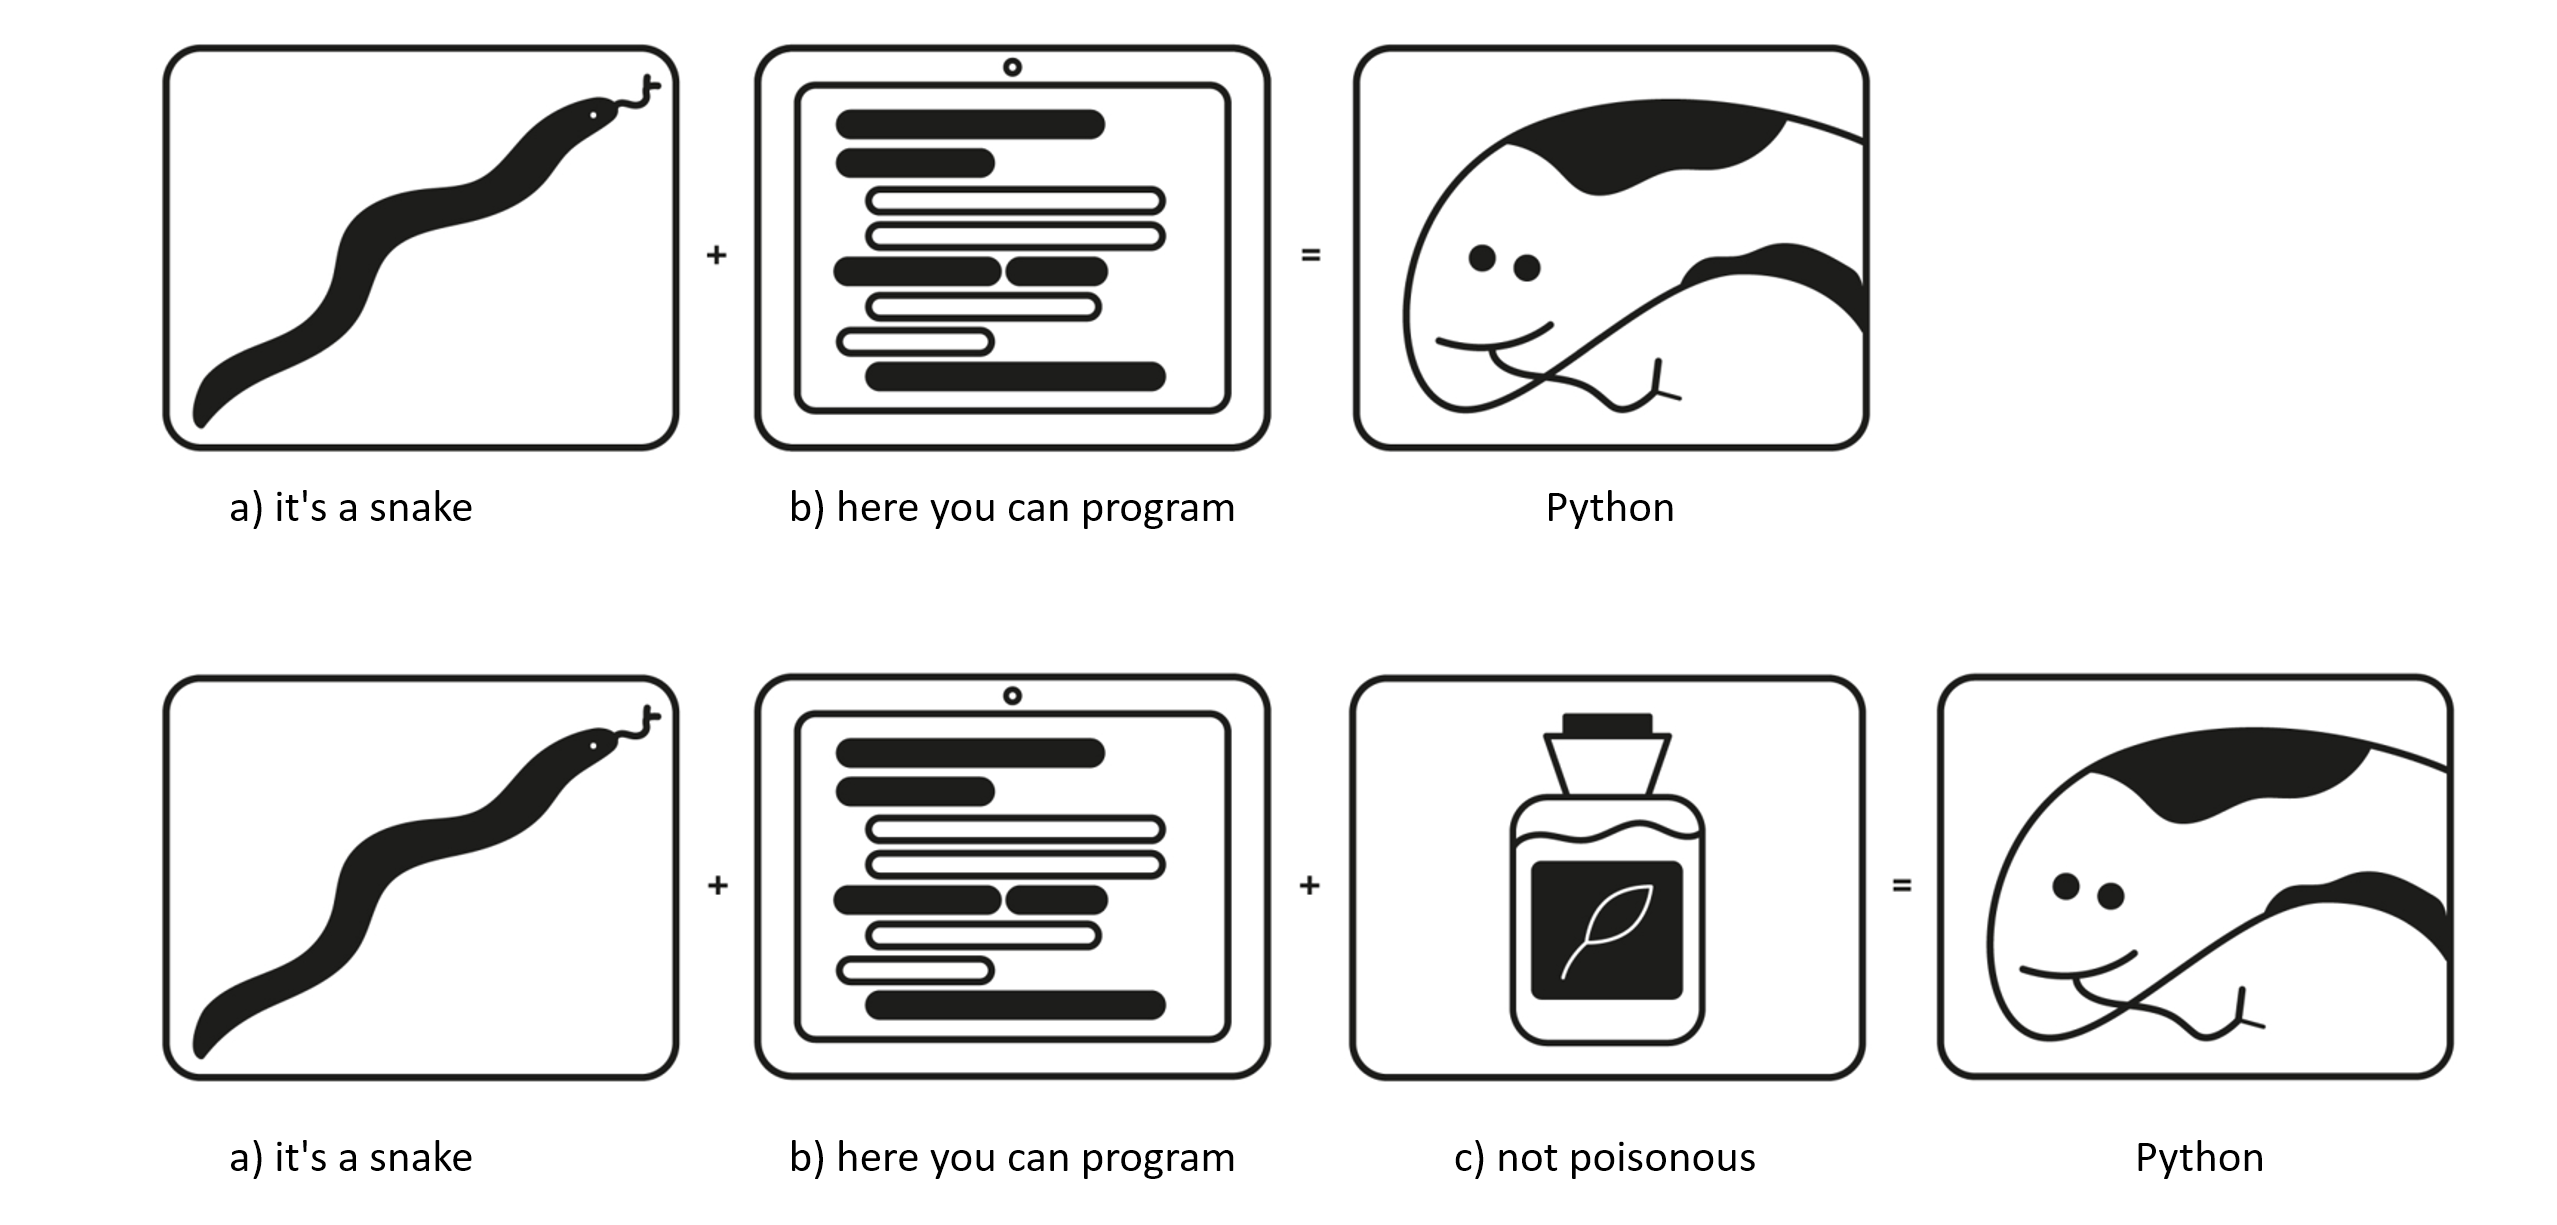 +
=
a) it's a snake
b) here you can program
Python
+
+
=
a) it's a snake
b) here you can program
c) not poisonous
Python